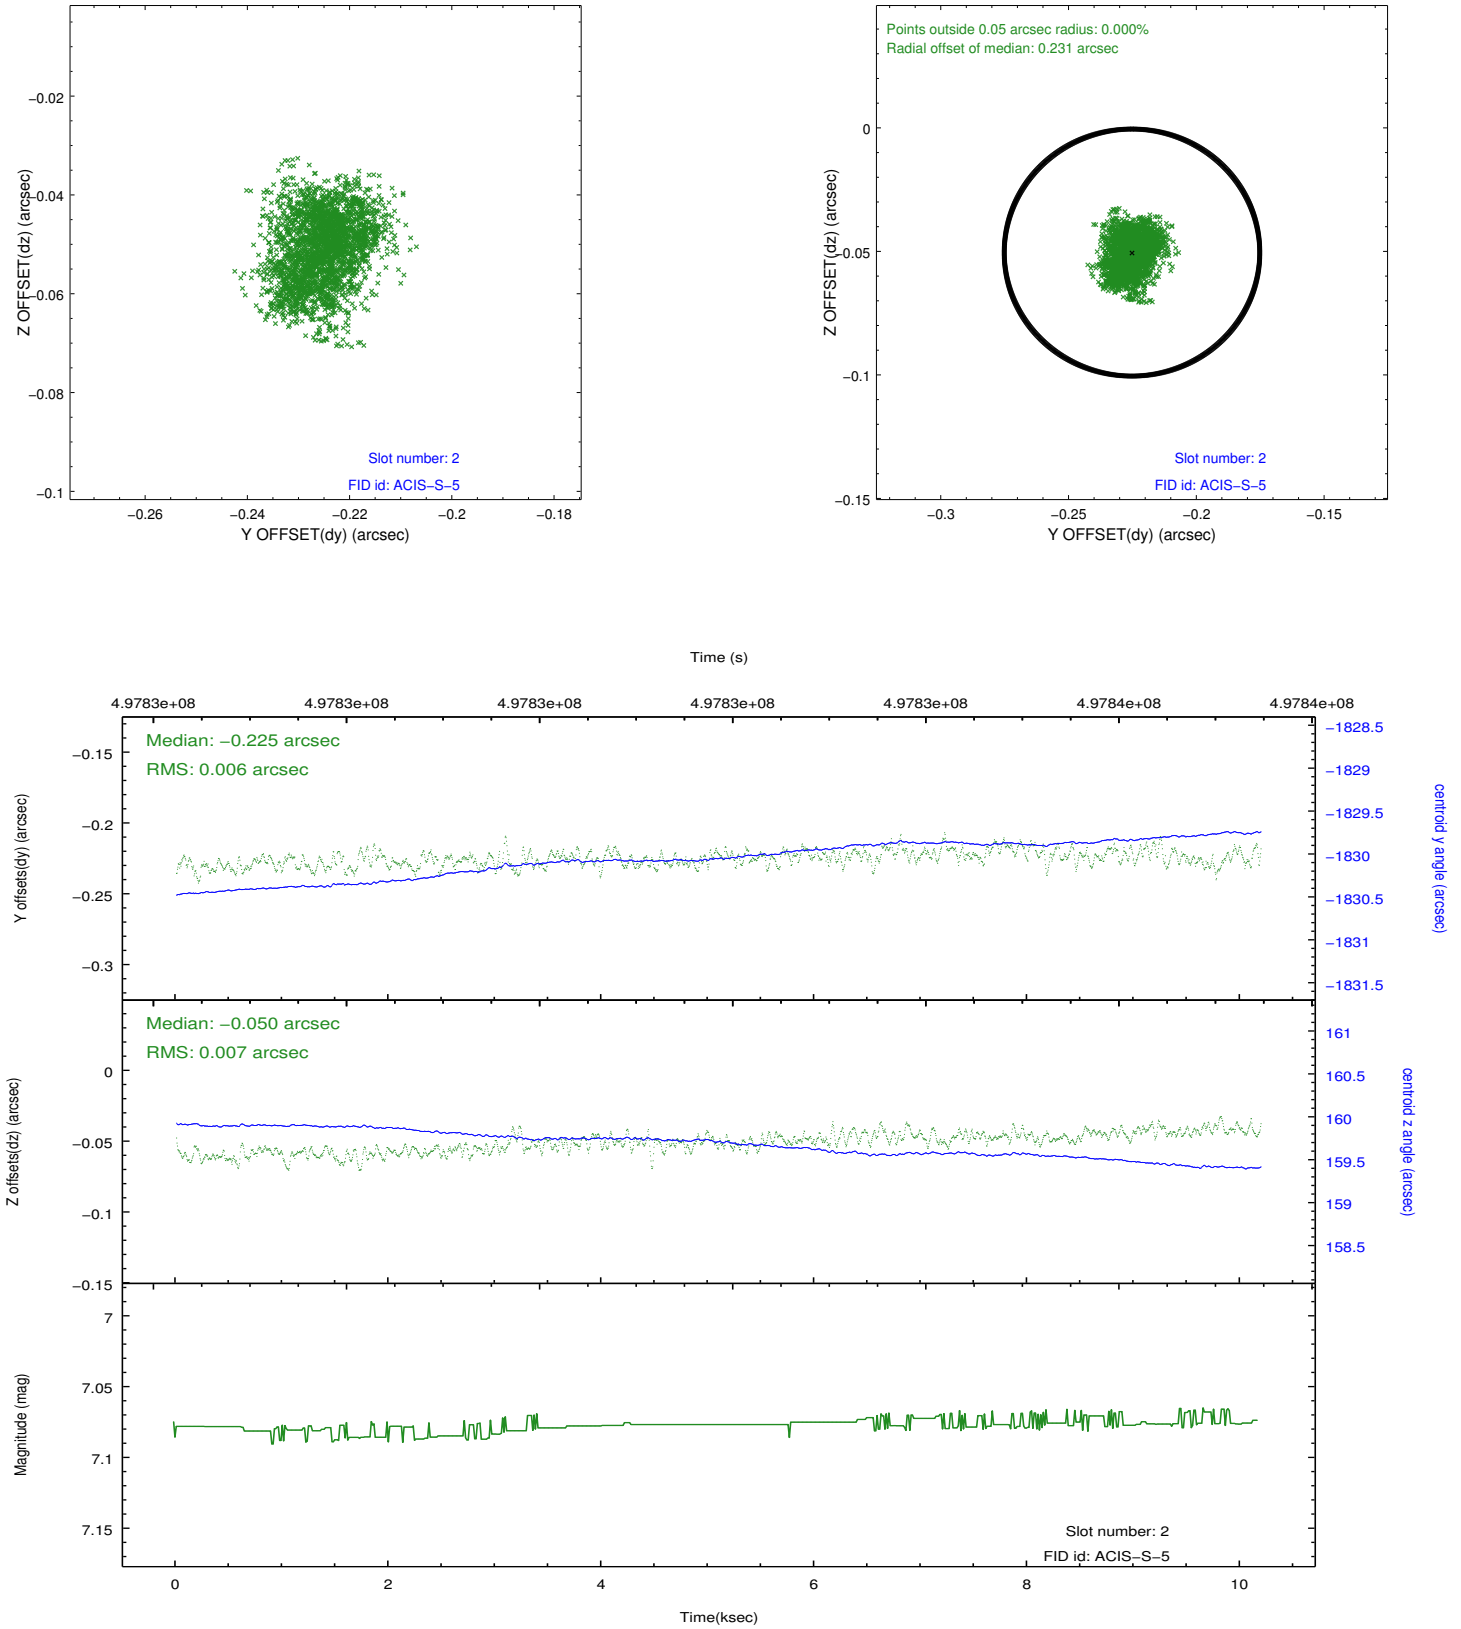 −0.02
−0.04
−0.06
−0.08
−0.1
Z OFFSET(dz) (arcsec)
Slot number: 2
FID id: ACIS−S−5
−0.26
−0.24
−0.22
−0.2
−0.18
Y OFFSET(dy) (arcsec)
Points outside 0.05 arcsec radius: 0.000%
Radial offset of median: 0.231 arcsec
0
−0.05
−0.1
−0.15
Z OFFSET(dz) (arcsec)
Slot number: 2
FID id: ACIS−S−5
−0.3
−0.25
−0.2
−0.15
Y OFFSET(dy) (arcsec)
Time (s)
4.9783e+08
4.9783e+08
4.9783e+08
4.9783e+08
4.9783e+08
4.9784e+08
4.9784e+08
Median: −0.225 arcsec
RMS: 0.006 arcsec
−0.15
−0.2
−0.25
−0.3
Y offsets(dy) (arcsec)
−1828.5
−1829
−1829.5
−1830
−1830.5
−1831
−1831.5
centroid y angle (arcsec)
Median: −0.050 arcsec
RMS: 0.007 arcsec
0
−0.05
−0.1
−0.15
Z offsets(dz) (arcsec)
161
160.5
160
159.5
159
158.5
centroid z angle (arcsec)
7
7.05
7.1
7.15
Magnitude (mag)
Slot number: 2
FID id: ACIS−S−5
0
2
4
6
8
10
Time(ksec)